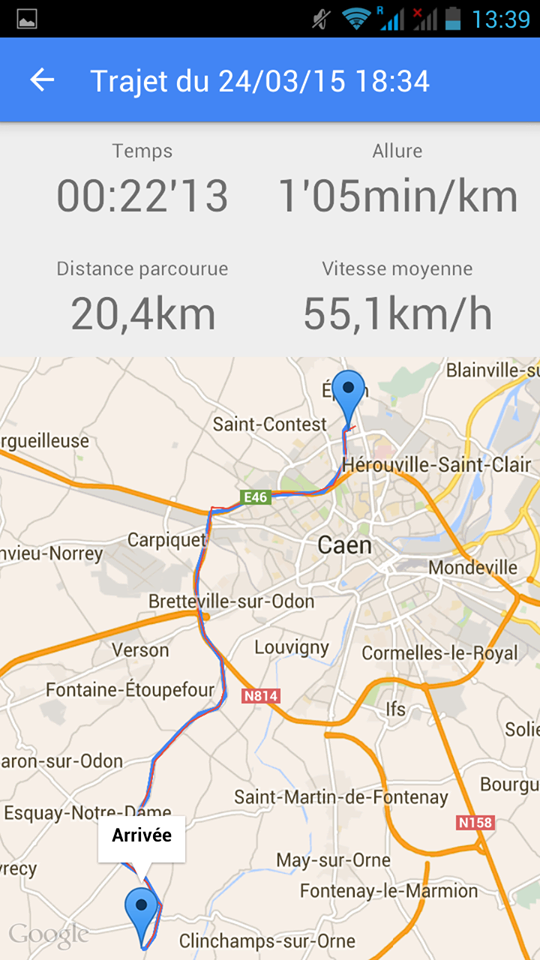 R
13:39
Trajet du 24/03/15 18:34
Temps
Allure
00:22'13
1'05min/km
Distance parcourue
Vitesse moyenne
20,4km
55,1km/h
Blainville-su
Saint-Contest
rgueilleuse
Hérouville-Saint-Clair
E46
Carpiquet
Caen
nvieu-Norrey
Mondeville
Bretteville-sur-Odon
Verson
Louvigny
Cormelles-le-Royal
Fontaine-Étoupefour
N814
Ifs
Solie
aron-sur-Odon
Bourgu
Saint-Martin-de-Fontenay
Esquay-Notre-Dame
N158
Arrivée
May-sur-Orne
vrecy
Fontenay-le-Marmion
Google
Clinchamps-sur-Orne